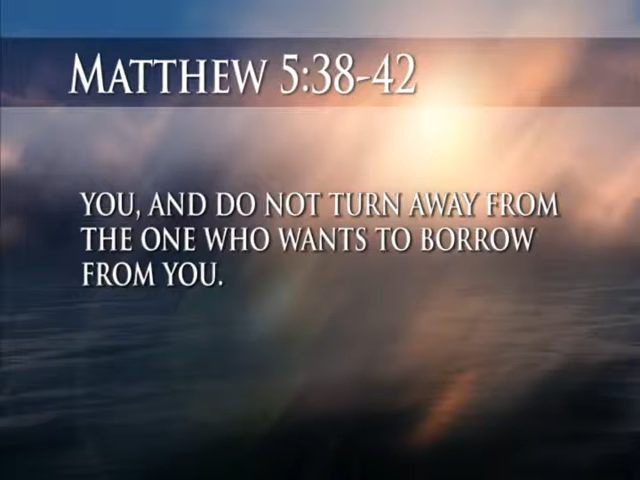 MATTHEW 5:38-42
YOU, AND DO NOT TURN AWAY FROM
THE ONE WHO WANTS TO BORROW
FROM YOU.